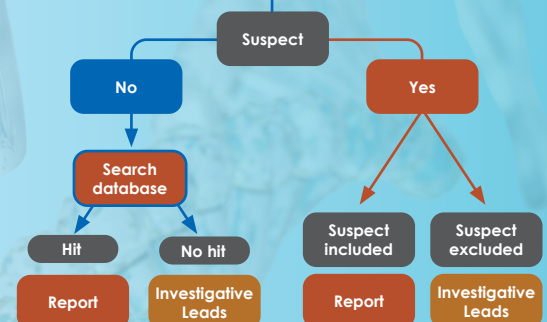 Suspect
No
Yes
Search
database
Hit
No hit
Suspect
included
Suspect
excluded
Report
Investigative
Leads
Report
Investigative
Leads